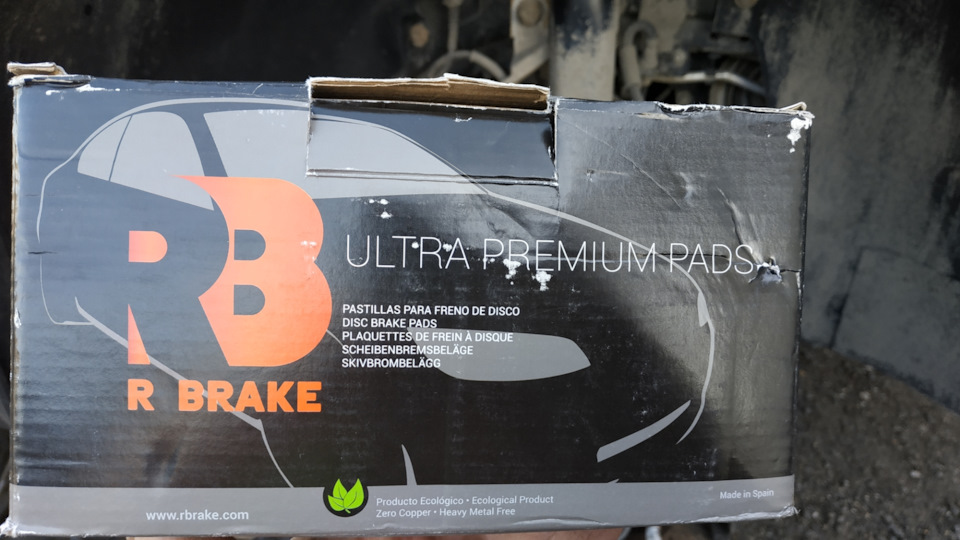 RB
R BRAKE
ULTRA PREMIUM PADS
PASTILLAS PARA FRENO DE DISCO
DISC BRAKE PADS
PLAQUETTES DE FREIN À DISQUE
SCHEIBENBREMSBELÄGE
SKIVBROMBELÄGG
www.rbrake.com
Producto Ecológico • Ecological Product
Zero Copper • Heavy Metal Free
Made in Spain